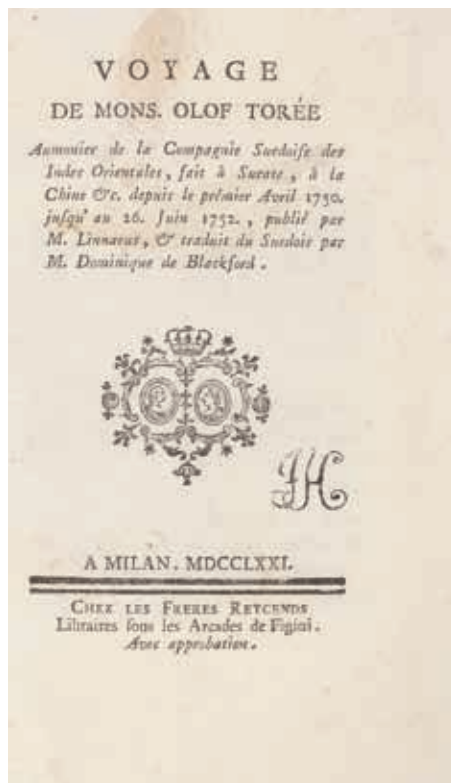 VOYAGE
DE MONS. OLOF TORÉE
Aumonier de la Compagnie Suedoise des
Indes Orientales, fait à Surate, à la
Chine &c. depuis le prémier Avril 1750.
jusqu' au 26. Juin 1752., publié par
M. Linnaeus, & traduit du Suedois par
M. Dominique de Blackford.
A MILAN. MDCCLXXI.
CHEZ LES FRERES REYCENDS
Libraires sous les Arcades de Figini.
Avec approbation.